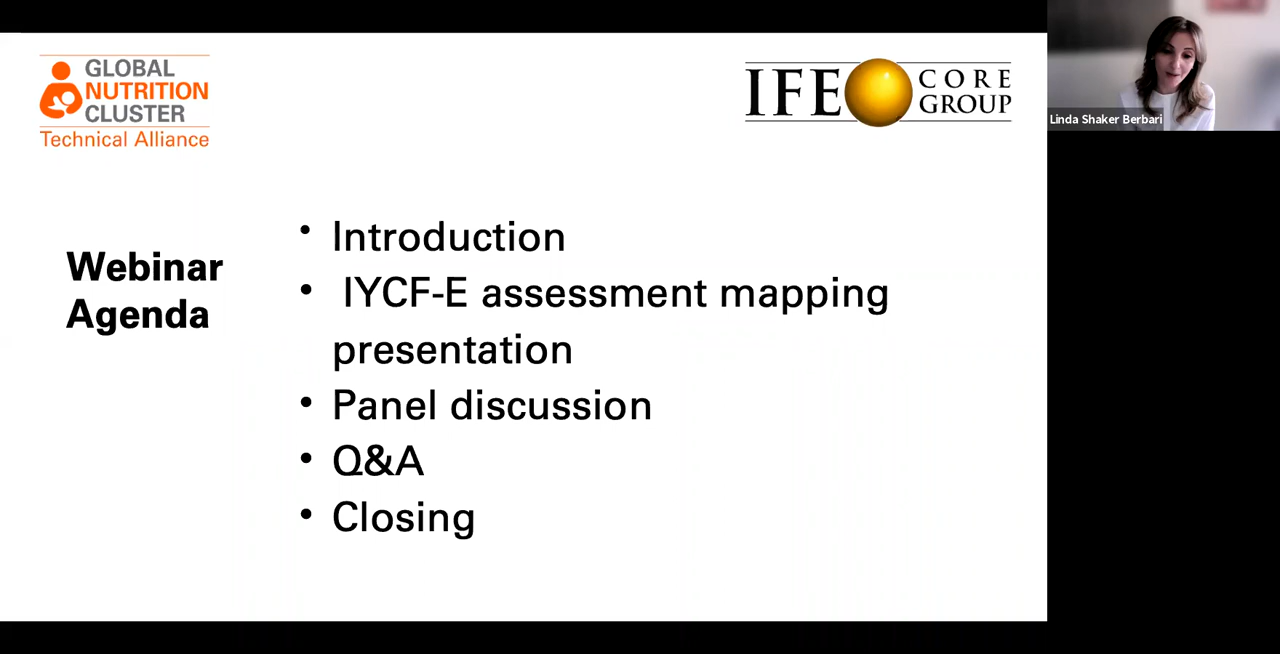 GLOBAL
NUTRITION
CLUSTER
Technical Alliance
IFE CORE
GROUP
Linda Shaker Berbari
Webinar
Agenda
• Introduction
• IYCF-E assessment mapping
presentation
• Panel discussion
• Q&A
• Closing